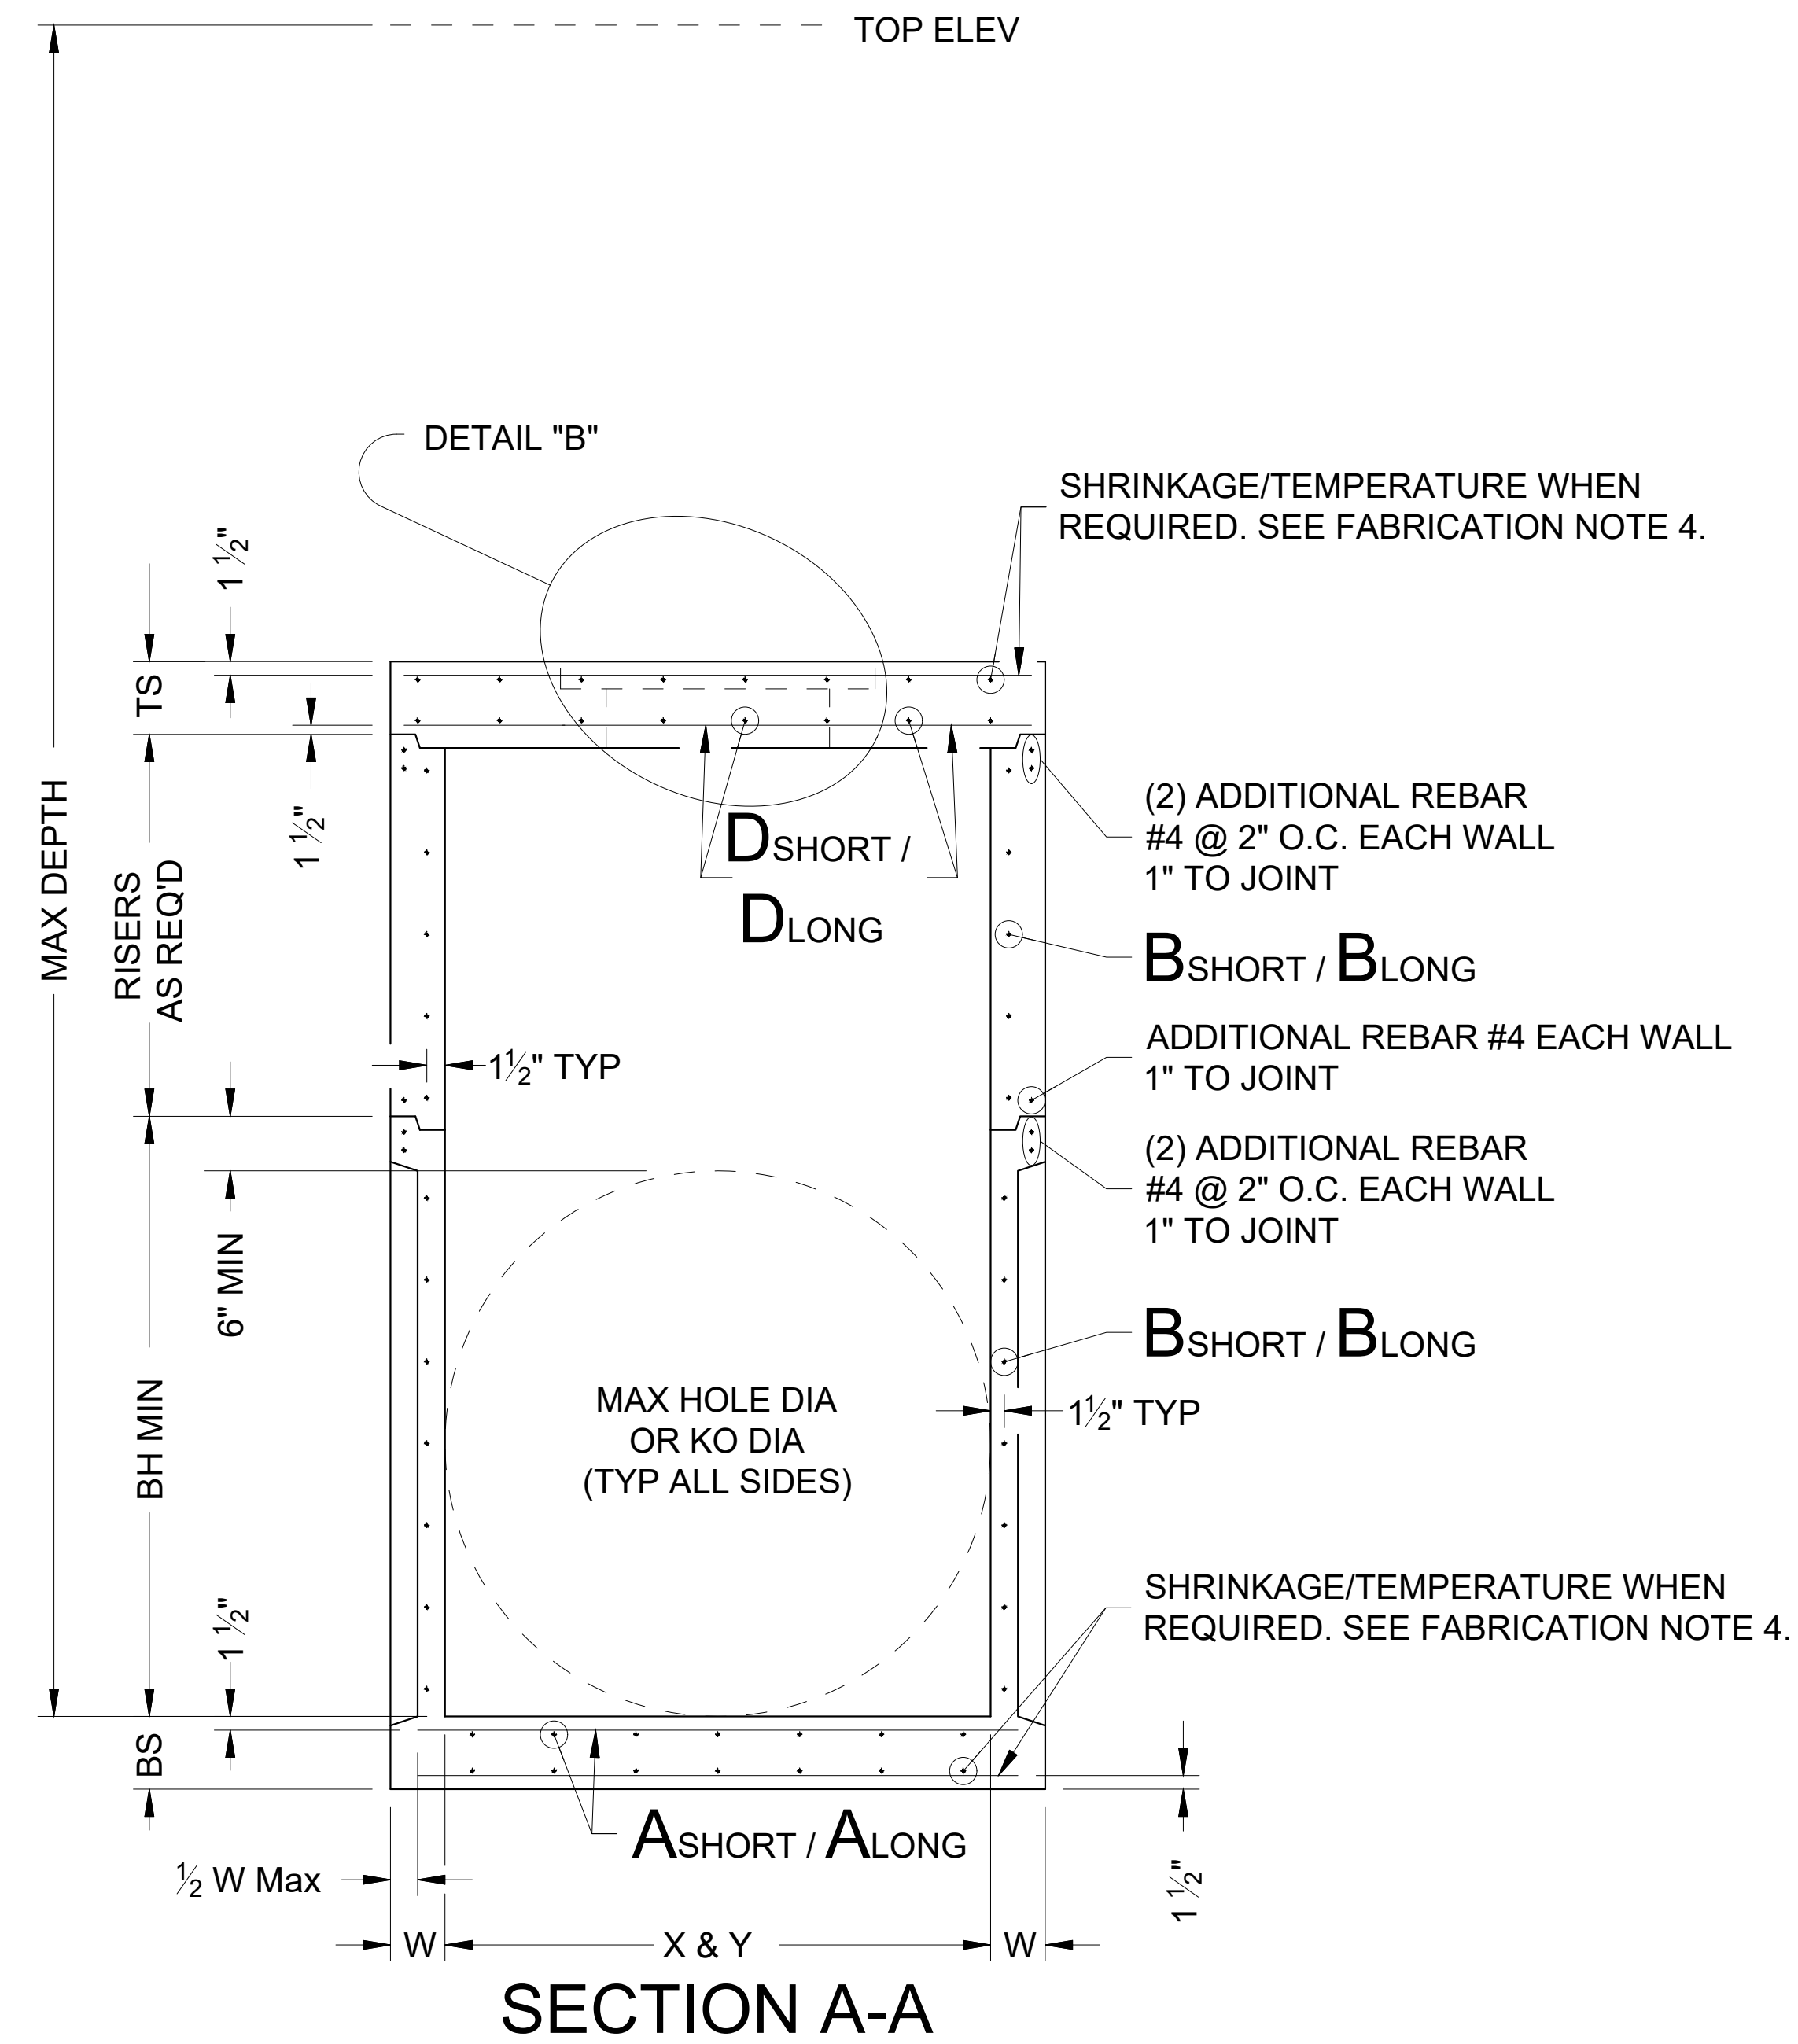 TOP ELEV
DETAIL "B"
SHRINKAGE/TEMPERATURE WHEN
REQUIRED. SEE FABRICATION NOTE 4.
1 ½"
TS
1 ½"
MAX DEPTH
RISERS
AS REQ'D
DSHORT /
DLONG
(2) ADDITIONAL REBAR
#4 @ 2" O.C. EACH WALL
1" TO JOINT
BSHORT / BLONG
1½" TYP
ADDITIONAL REBAR #4 EACH WALL
1" TO JOINT
(2) ADDITIONAL REBAR
#4 @ 2" O.C. EACH WALL
1" TO JOINT
6" MIN
BH MIN
BSHORT / BLONG
MAX HOLE DIA
OR KO DIA
(TYP ALL SIDES)
1½" TYP
SHRINKAGE/TEMPERATURE WHEN
REQUIRED. SEE FABRICATION NOTE 4.
1 ½"
BS
ASHORT / ALONG
½ W Max
1 ½"
W
X & Y
W
SECTION A-A